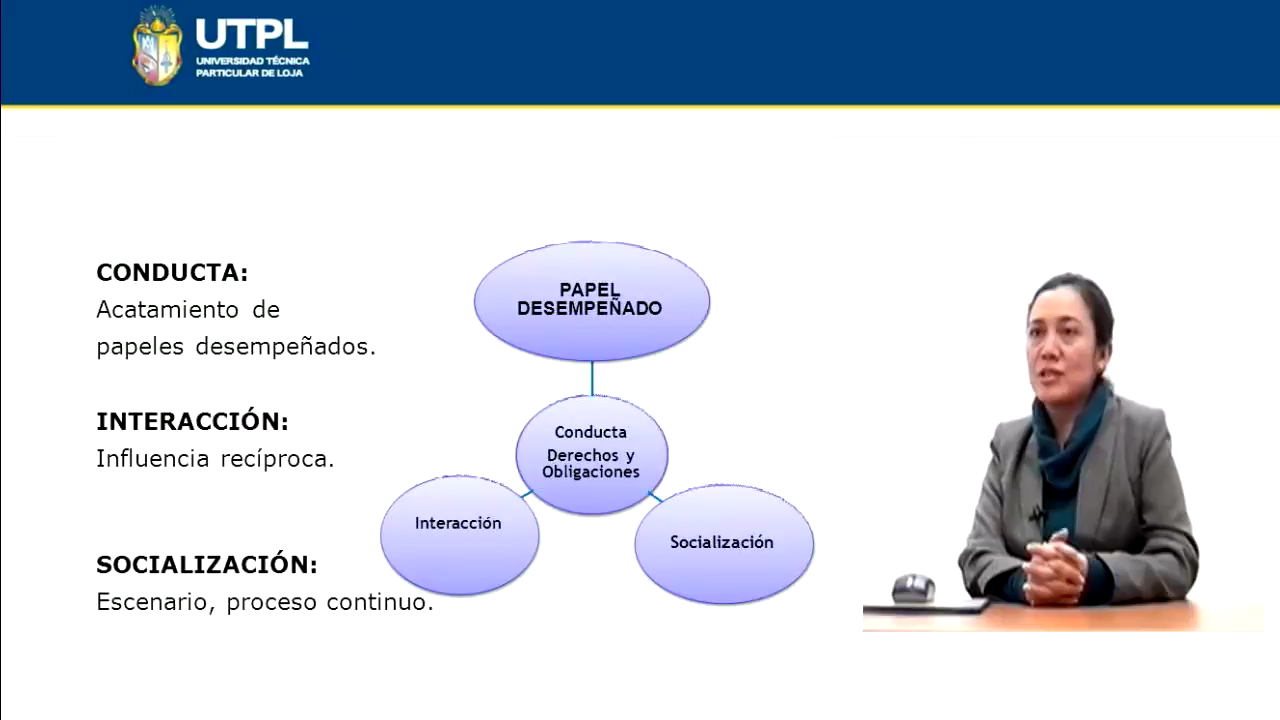 UTPL
UNIVERSIDAD TÉCNICA
PARTICULAR DE LOJA
CONDUCTA:
Acatamiento de
papeles desempeñados.
INTERACCIÓN:
Influencia recíproca.
SOCIALIZACIÓN:
Escenario, proceso continuo.
PAPEL
DESEMPEÑADO
Conducta
Derechos y
Obligaciones
Interacción
Socialización